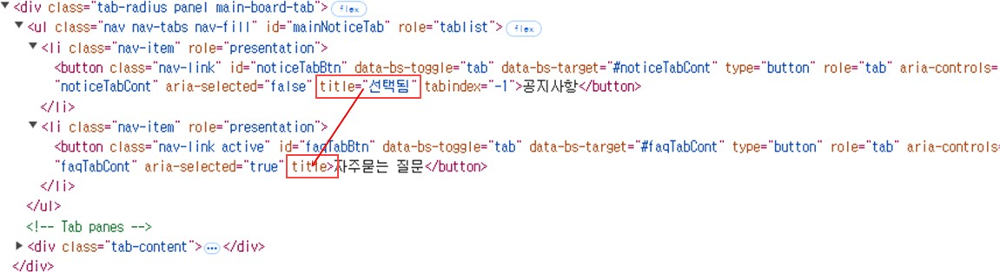 ▼<div class="tab-radius panel main-board-tab"> flex
▼<ul class="nav nav-tabs nav-fill" id="mainNoticeTab" role="tablist"> flex
▼<li class="nav-item" role="presentation">
<button class="nav-link" id="noticeTabBtn" data-bs-toggle="tab" data-bs-target="#noticeTabCont" type="button" role="tab" aria-controls=
"noticeTabCont" aria-selected="false" title="선택됨" tabindex="-1">공지사항</button>
</li>
▼<li class="nav-item" role="presentation">
<button class="nav-link active" id="faqTabBtn" data-bs-toggle="tab" data-bs-target="#faqTabCont" type="button" role="tab" aria-controls=
"faqTabCont" aria-selected="true" title>자주묻는 질문</button>
</li>
</ul>
<!-- Tab panes -->
▶<div class="tab-content"> ⋯ </div>
</div>